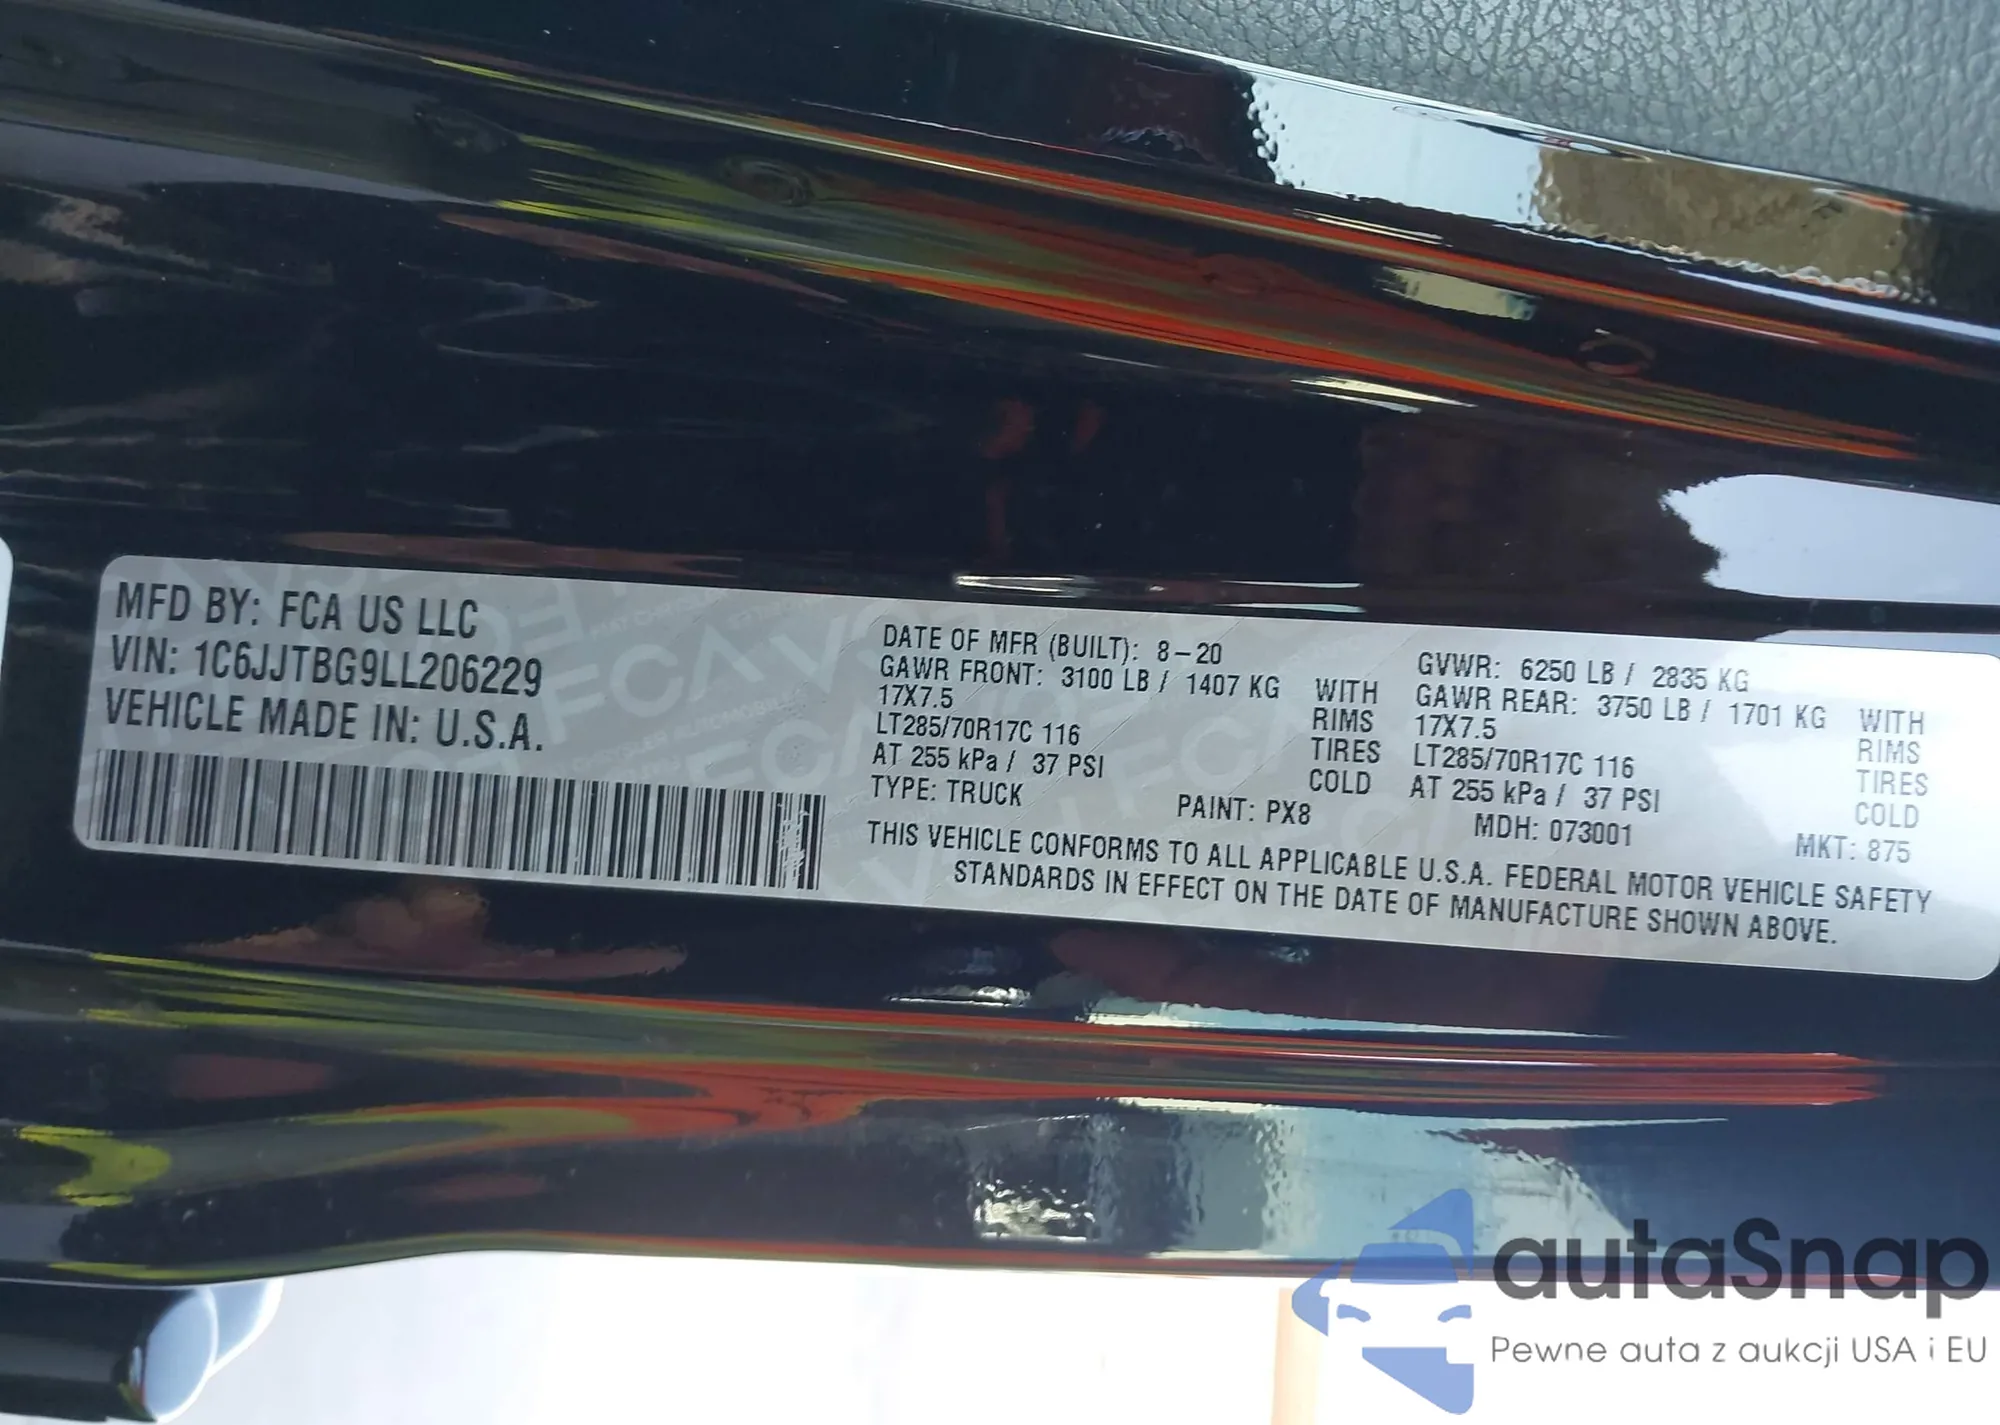 MFD BY: FCA US LLC
VIN: 1C6JJTBG9LL206229
VEHICLE MADE IN: U.S.A.
DATE OF MFR (BUILT): 8-20
GVWR: 6250 LB / 2835 KG
GAWR FRONT: 3100 LB / 1407 KG WITH
17X7.5 RIMS
LT285/70R17C 116 TIRES
AT 255 kPa / 37 PSI COLD
GAWR REAR: 3750 LB / 1701 KG WITH
17X7.5 RIMS
LT285/70R17C 116 TIRES
AT 255 kPa / 37 PSI COLD
TYPE: TRUCK PAINT: PX8 MDH: 073001 MKT: 875
THIS VEHICLE CONFORMS TO ALL APPLICABLE U.S.A. FEDERAL MOTOR VEHICLE SAFETY
STANDARDS IN EFFECT ON THE DATE OF MANUFACTURE SHOWN ABOVE.
autaSnap
Pewne auta z aukcji USA i EU